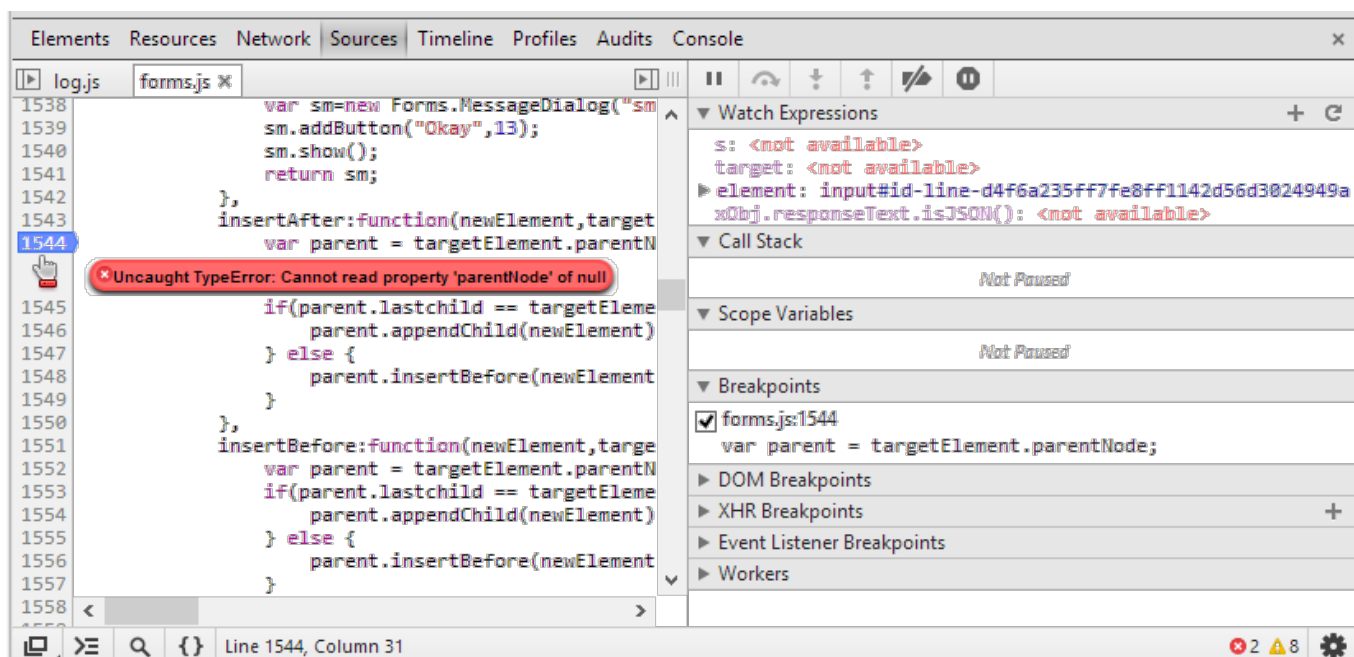 Elements Resources Network Sources Timeline Profiles Audits Console ×
log.js forms.js ×
1538 var sm=new Forms.MessageDialog("sm
1539 sm.addButton("Okay",13);
1540 sm.show();
1541 return sm;
1542 },
1543 insertAfter:function(newElement,target
1544 var parent = targetElement.parentN
Uncaught TypeError: Cannot read property 'parentNode' of null
1545 if(parent.lastchild == targetEleme
1546 parent.appendChild(newElement)
1547 } else {
1548 parent.insertBefore(newElement
1549 }
1550 },
1551 insertBefore:function(newElement,targe
1552 var parent = targetElement.parentN
1553 if(parent.lastchild == targetEleme
1554 parent.appendChild(newElement)
1555 } else {
1556 parent.insertBefore(newElement
1557 }
1558
{} Line 1544, Column 31
Watch Expressions +
s: <not available>
target: <not available>
element: input#id-line-d4f6a235ff7fe8ff1142d56d3024949a
xObj.responseText.isJSON(): <not available>
Call Stack
Not Paused
Scope Variables
Not Paused
Breakpoints
forms.js:1544
var parent = targetElement.parentNode;
DOM Breakpoints
XHR Breakpoints +
Event Listener Breakpoints
Workers
2 8